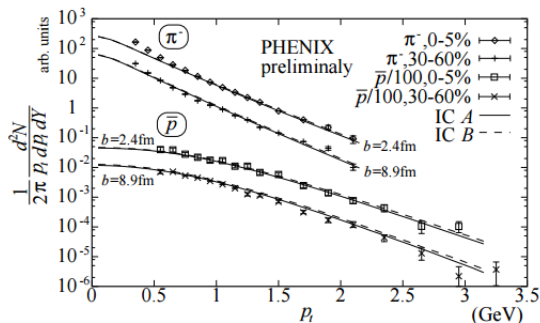 arb. units
1 d²N
2π pₜ dpₜ dY
10³
10²
10
1
10⁻¹
10⁻²
10⁻³
10⁻⁴
10⁻⁵
10⁻⁶
π⁻
PHENIX
preliminaly
π⁻,0-5%
π⁻,30-60%
p̅/100,0-5%
p̅/100,30-60%
IC A
IC B
p̅
b=2.4fm
b=8.9fm
b=2.4fm
b=8.9fm
0 0.5 1 1.5 2 2.5 3 3.5
pₜ (GeV)